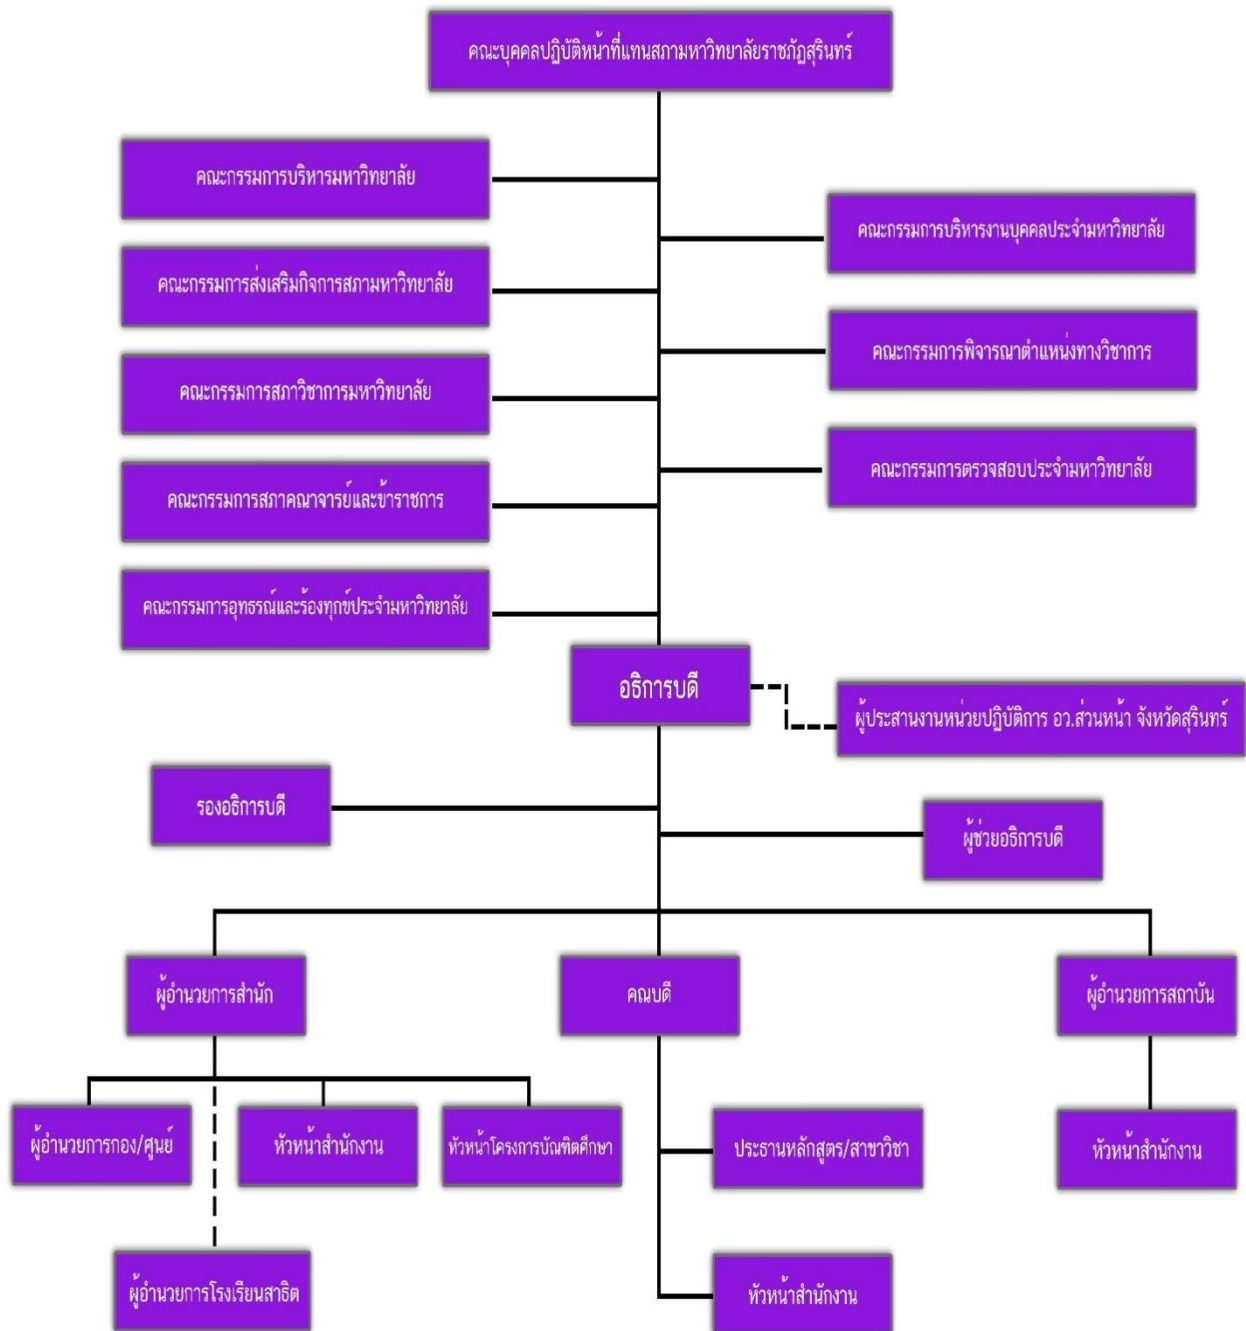 คณะบุคคลปฏิบัติหน้าที่แทนสภามหาวิทยาลัยราชภัฏสุรินทร์
คณะกรรมการบริหารมหาวิทยาลัย
คณะกรรมการบริหารงานบุคคลประจำมหาวิทยาลัย
คณะกรรมการส่งเสริมกิจการสภามหาวิทยาลัย
คณะกรรมการพิจารณาตำแหน่งทางวิชาการ
คณะกรรมการสภาวิชาการมหาวิทยาลัย
คณะกรรมการตรวจสอบประจำมหาวิทยาลัย
คณะกรรมการสภาคณาจารย์และข้าราชการ
คณะกรรมการอุทธรณ์และร้องทุกข์ประจำมหาวิทยาลัย
อธิการบดี
ผู้ประสานงานหน่วยปฏิบัติการ อว.ส่วนหน้า จังหวัดสุรินทร์
รองอธิการบดี
ผู้ช่วยอธิการบดี
ผู้อำนวยการสำนัก
คณบดี
ผู้อำนวยการสถาบัน
ผู้อำนวยการกอง/ศูนย์
หัวหน้าสำนักงาน
หัวหน้าโครงการบัณฑิตศึกษา
ประธานหลักสูตร/สาขาวิชา
หัวหน้าสำนักงาน
ผู้อำนวยการโรงเรียนสาธิต
หัวหน้าสำนักงาน